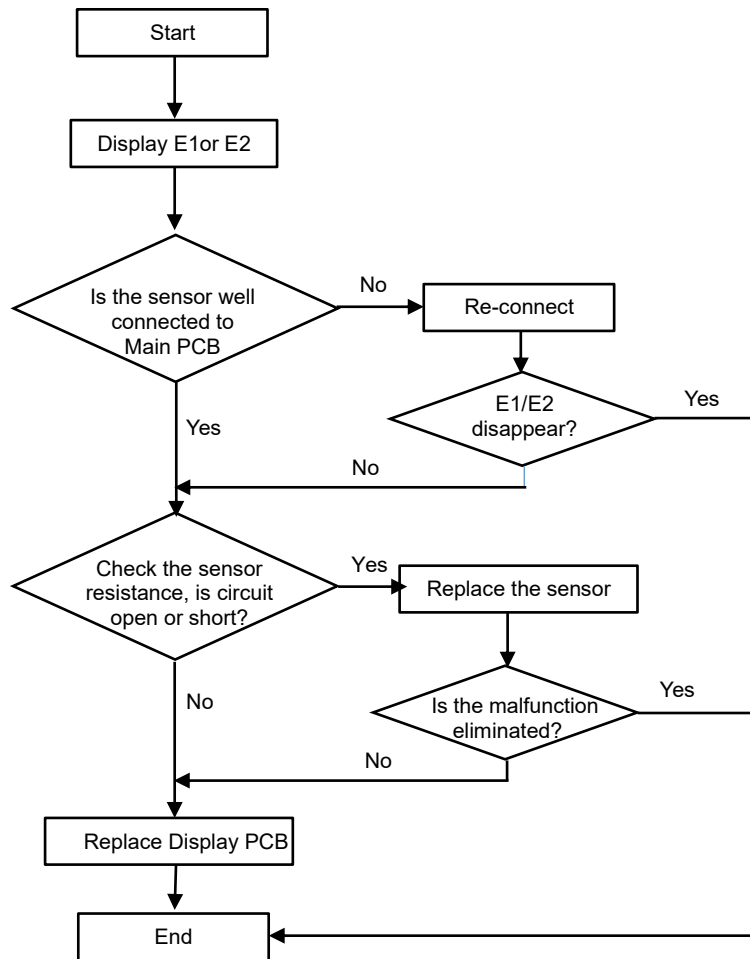 Start
Display E1or E2
Is the sensor well
connected to
Main PCB
No
Re-connect
E1/E2
disappear?
Yes
Yes
No
Check the sensor
resistance, is circuit
open or short?
Yes
Replace the sensor
Is the malfunction
eliminated?
Yes
No
No
Replace Display PCB
End